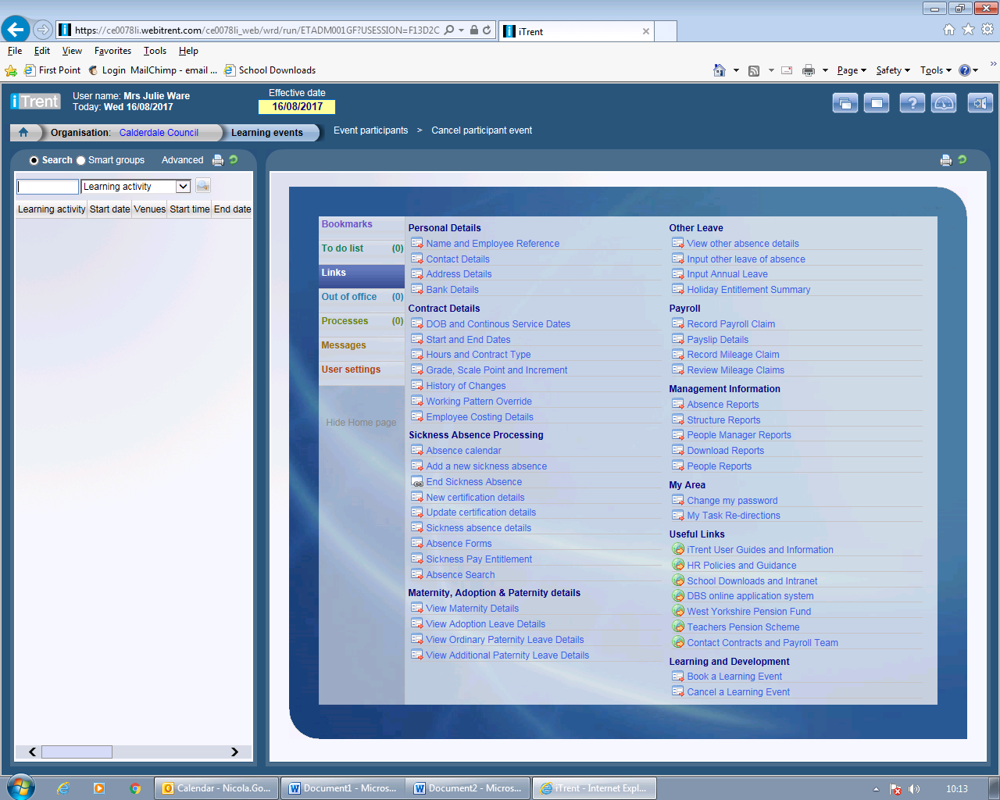 https://ce0078li.webitrent.com/ce0078li_web/wrd/run/ETADM001GF?USESSION=F13D2C
iTrent
File Edit View Favorites Tools Help
First Point Login MailChimp - email ... School Downloads
Page Safety Tools
iTrent
User name: Mrs Julie Ware
Today: Wed 16/08/2017
Effective date
16/08/2017
Organisation: Calderdale Council Learning events Event participants > Cancel participant event
Search Smart groups Advanced
Learning activity
Learning activity Start date Venues Start time End date
Bookmarks
To do list (0)
Links
Out of office (0)
Processes (0)
Messages
User settings
Hide Home page
Personal Details
Name and Employee Reference
Contact Details
Address Details
Bank Details
Contract Details
DOB and Continous Service Dates
Start and End Dates
Hours and Contract Type
Grade, Scale Point and Increment
History of Changes
Working Pattern Override
Employee Costing Details
Sickness Absence Processing
Absence calendar
Add a new sickness absence
End Sickness Absence
New certification details
Update certification details
Sickness absence details
Absence Forms
Sickness Pay Entitlement
Absence Search
Maternity, Adoption & Paternity details
View Maternity Details
View Adoption Leave Details
View Ordinary Paternity Leave Details
View Additional Paternity Leave Details
Other Leave
View other absence details
Input other leave of absence
Input Annual Leave
Holiday Entitlement Summary
Payroll
Record Payroll Claim
Payslip Details
Record Mileage Claim
Review Mileage Claims
Management Information
Absence Reports
Structure Reports
People Manager Reports
Download Reports
People Reports
My Area
Change my password
My Task Re-directions
Useful Links
iTrent User Guides and Information
HR Policies and Guidance
School Downloads and Intranet
DBS online application system
West Yorkshire Pension Fund
Teachers Pension Scheme
Contact Contracts and Payroll Team
Learning and Development
Book a Learning Event
Cancel a Learning Event
Calendar - Nicola.Go... Document1 - Micros... Document2 - Micros... iTrent - Internet Expl... 10:13